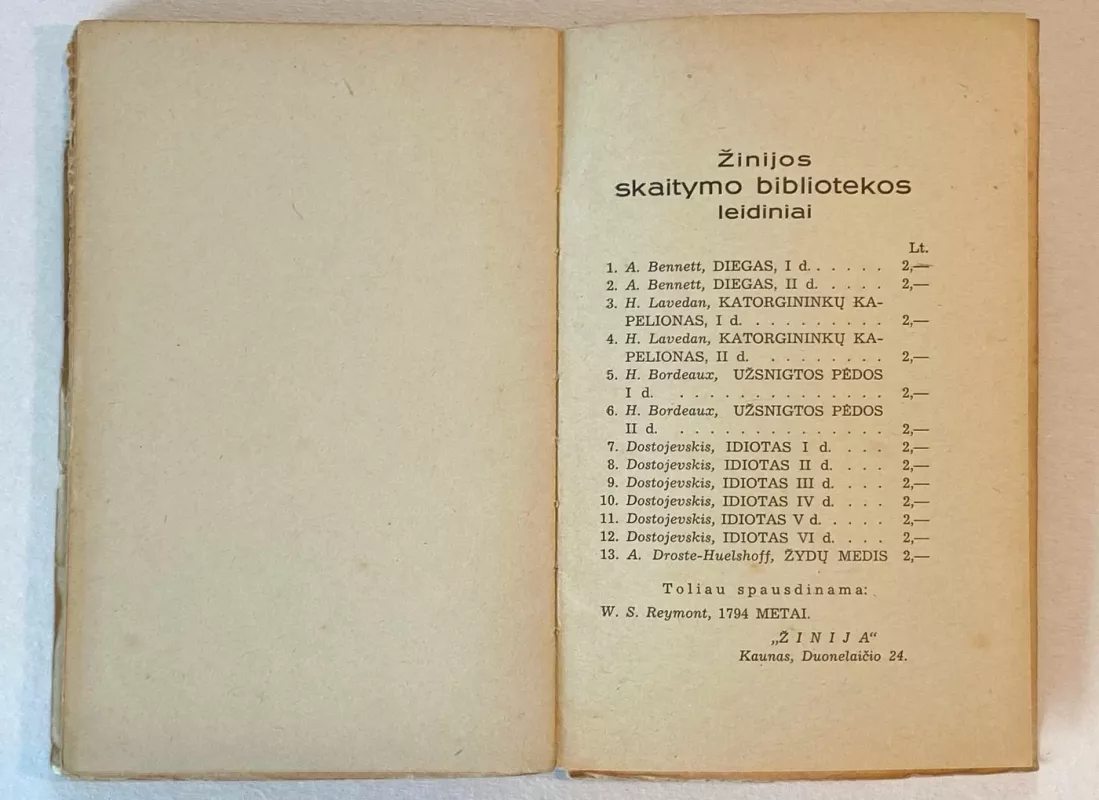 Žinijos
skaitymo bibliotekos
leidiniai
Lt.
1. A. Bennett, DIEGAS, I d. . . . . . 2,—
2. A. Bennett, DIEGAS, II d. . . . . 2,—
3. H. Lavedan, KATORGININKŲ KA-
PELIONAS, I d. . . . . . . . . . . 2,—
4. H. Lavedan, KATORGININKŲ KA-
PELIONAS, II d. . . . . . . . . 2,—
5. H. Bordeaux, UŽSNIGTOS PĖDOS
I d. . . . . . . . . . . . . . . . 2,—
6. H. Bordeaux, UŽSNIGTOS PĖDOS
II d. . . . . . . . . . . . . . . . 2,—
7. Dostojevskis, IDIOTAS I d. . . . 2,—
8. Dostojevskis, IDIOTAS II d. . . . 2,—
9. Dostojevskis, IDIOTAS III d. . . . 2,—
10. Dostojevskis, IDIOTAS IV d. . . . 2,—
11. Dostojevskis, IDIOTAS V d. . . . . 2,—
12. Dostojevskis, IDIOTAS VI d. . . . 2,—
13. A. Droste-Huelshoff, ŽYDŲ MEDIS 2,—
Toliau spausdinama:
W. S. Reymont, 1794 METAI.
„ŽINIJA“
Kaunas, Duonelaičio 24.